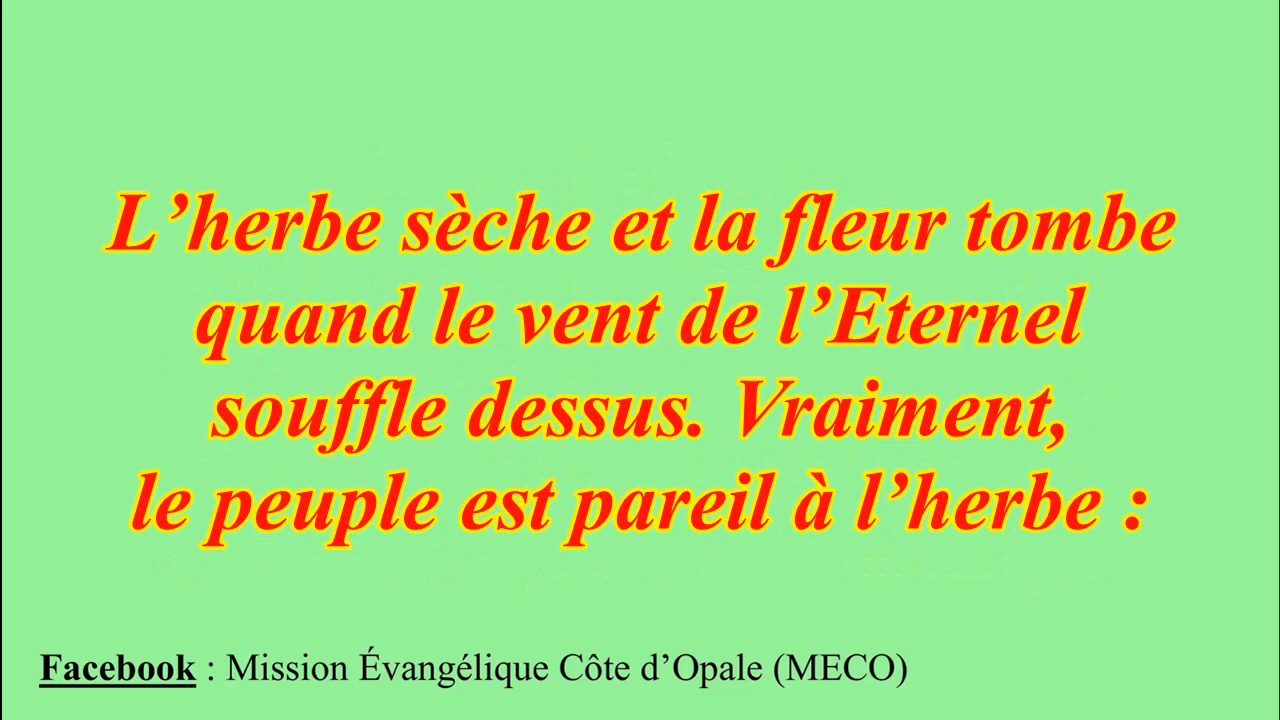 L’herbe sèche et la fleur tombe
quand le vent de l’Eternel
souffle dessus. Vraiment,
le peuple est pareil à l’herbe :
Facebook : Mission Évangélique Côte d’Opale (MECO)